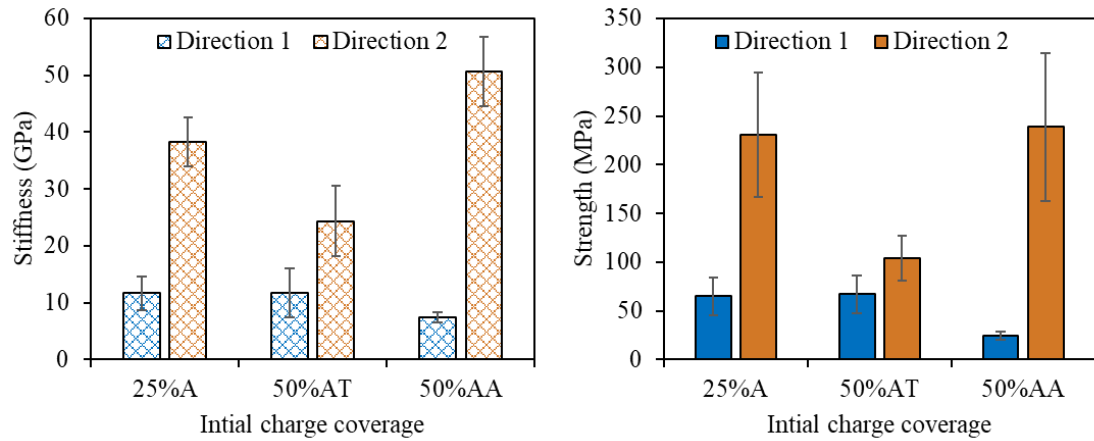 Direction 1 Direction 2
Stiffness (GPa)
60
50
40
30
20
10
0
25%A 50%AT 50%AA
Intial charge coverage
Direction 1 Direction 2
Strength (MPa)
350
300
250
200
150
100
50
0
25%A 50%AT 50%AA
Intial charge coverage